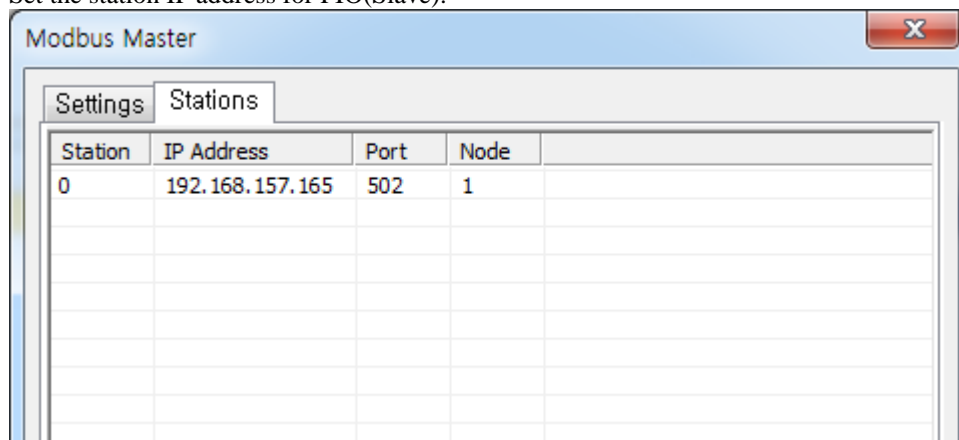 Set the station IP address for FIO(Slave).
Modbus Master
Settings Stations
Station IP Address Port Node
0 192.168.157.165 502 1